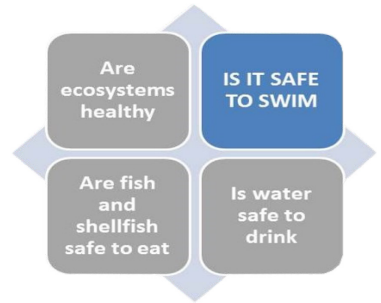 Are
ecosystems
healthy
IS IT SAFE
TO SWIM
Are fish
and
shellfish
safe to eat
Is water
safe to
drink